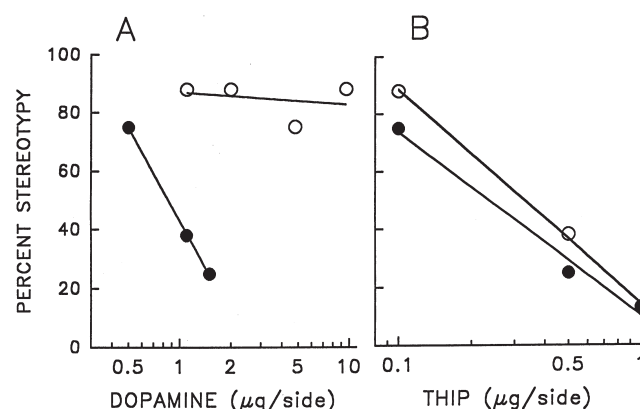 A
B
PERCENT STEREOTYPY
100
80
60
40
20
0
0.5 1 2 5 10
0.1 0.5 1
DOPAMINE (μg/side)
THIP (μg/side)